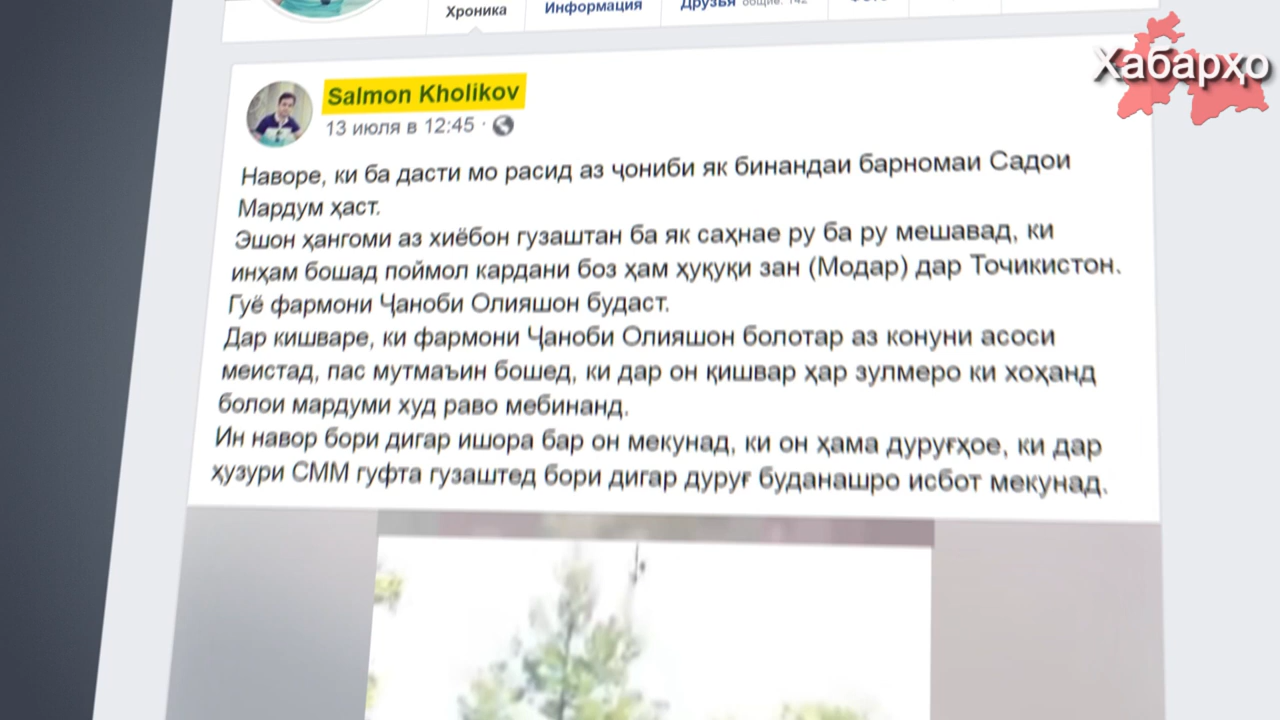 Хроника
Информация
Друзья общие: 142
Хабарҳо
Salmon Kholikov
13 июля в 12:45 ·
Наворе, ки ба дасти мо расид аз ҷониби як бинандаи барномаи Садои
Мардум ҳаст.
Эшон ҳангоми аз хиёбон гузаштан ба як саҳнае ру ба ру мешавад, ки
инҳам бошад поймол кардани боз ҳам ҳуқуқи зан (Модар) дар Тоҷикистон.
Гуё фармони Ҷаноби Олияшон будаст.
Дар кишваре, ки фармони Ҷаноби Олияшон болотар аз конуни асоси
меистад, пас мутмаъин бошед, ки дар он қишвар ҳар зулмеро ки хоҳанд
болои мардуми худ раво мебинанд.
Ин навор бори дигар ишора бар он мекунад, ки он ҳама дуруғҳое, ки дар
ҳузури СММ гуфта гузаштед бори дигар дуруғ буданашро исбот мекунад.